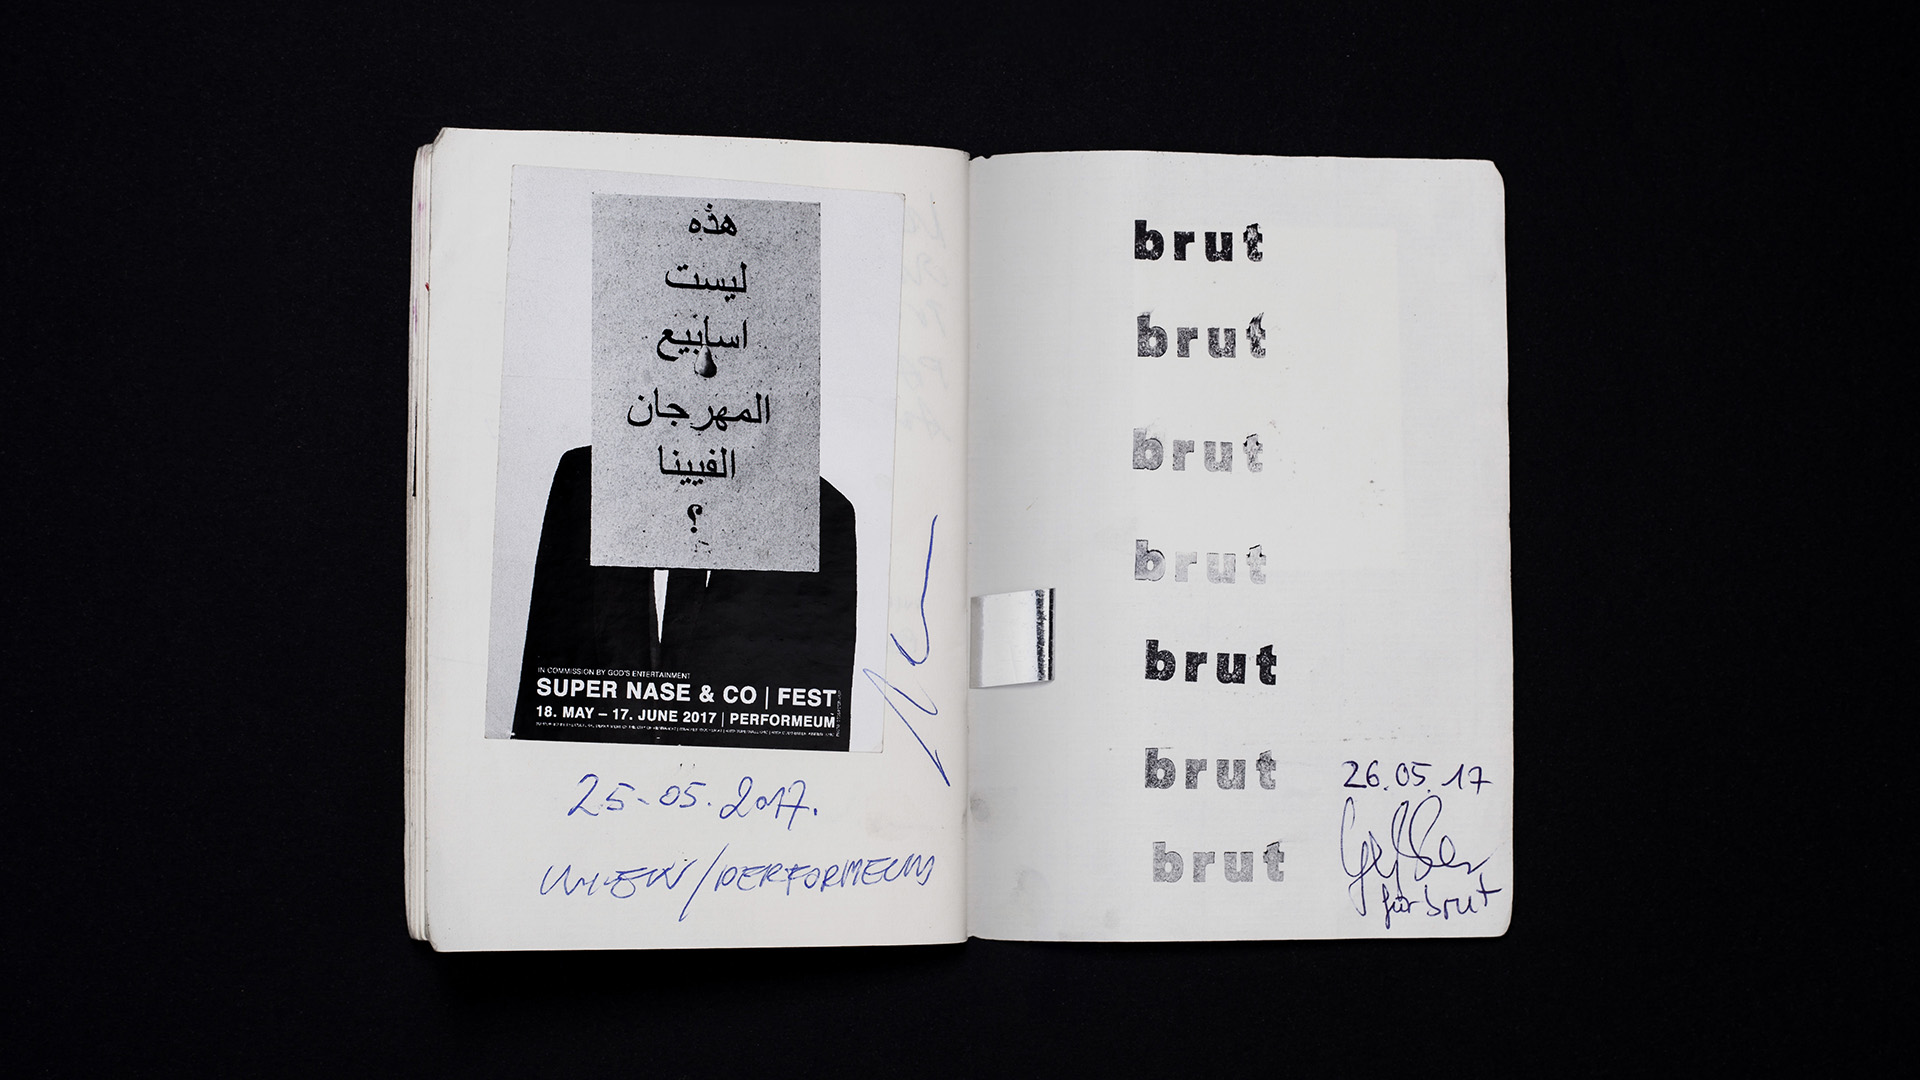 هذه
ليست
اسابيع
المهرجان
الفيينا
؟
IN COMMISSION BY GOD'S ENTERTAINMENT
SUPER NASE & CO | FEST
18. MAY – 17. JUNE 2017 | PERFORMEUM
25-05.2017.
WIEN/PERFORMEUM
brut
brut
brut
brut
brut
brut
brut
26.05.17
für brut